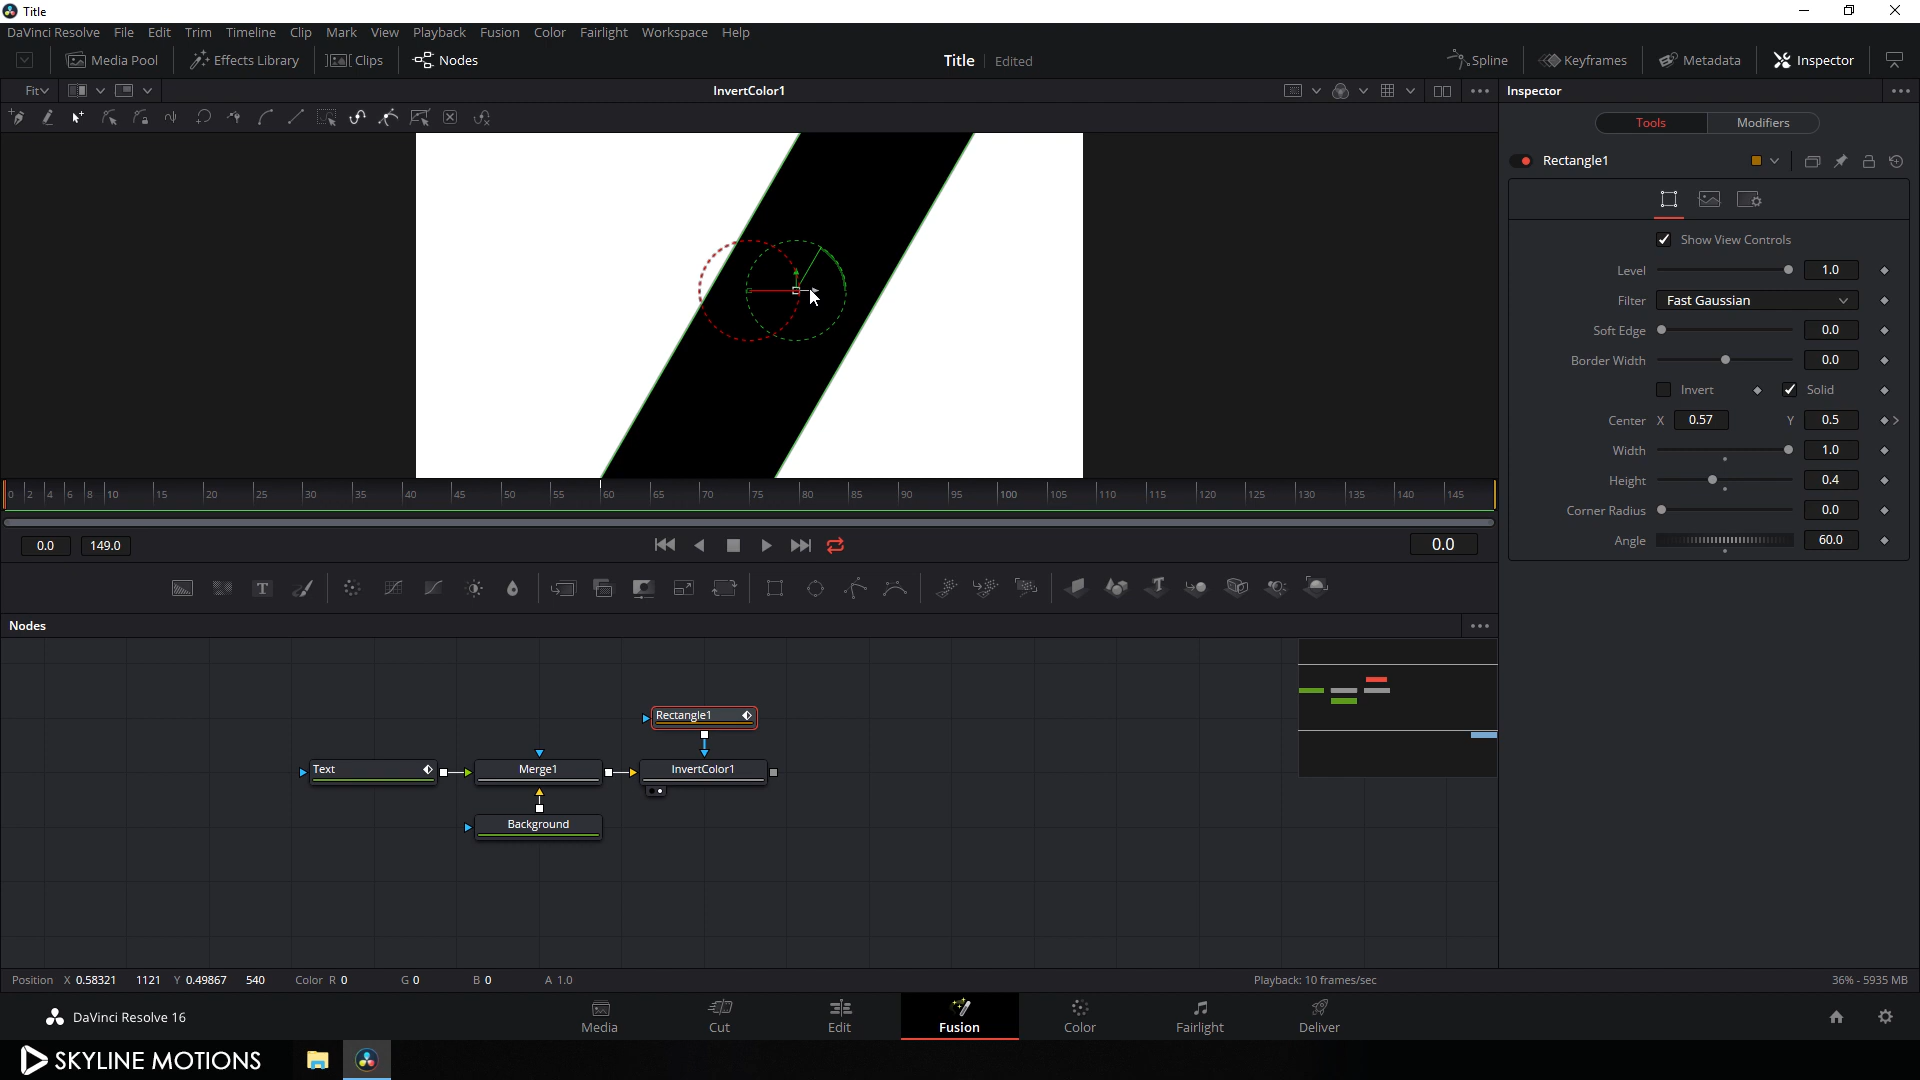 Title
DaVinci Resolve File Edit Trim Timeline Clip Mark View Playback Fusion Color Fairlight Workspace Help
Media Pool Effects Library Clips Nodes Title Edited Spline Keyframes Metadata Inspector
Fit InvertColor1 Inspector
Tools Modifiers
Rectangle1
Show View Controls
Level 1.0
Filter Fast Gaussian
Soft Edge 0.0
Border Width 0.0
Invert Solid
Center X 0.57 Y 0.5
Width 1.0
Height 0.4
Corner Radius 0.0
Angle 60.0
0 2 4 6 8 10 15 20 25 30 35 40 45 50 55 60 65 70 75 80 85 90 95 100 105 110 115 120 125 130 135 140 145
0.0 149.0 0.0
Nodes
Rectangle1
Text Merge1 InvertColor1
Background
Position X 0.58321 1121 Y 0.49867 540 Color R 0 G 0 B 0 A 1.0 Playback: 10 frames/sec 36% - 5935 MB
DaVinci Resolve 16 Media Cut Edit Fusion Color Fairlight Deliver
SKYLINE MOTIONS